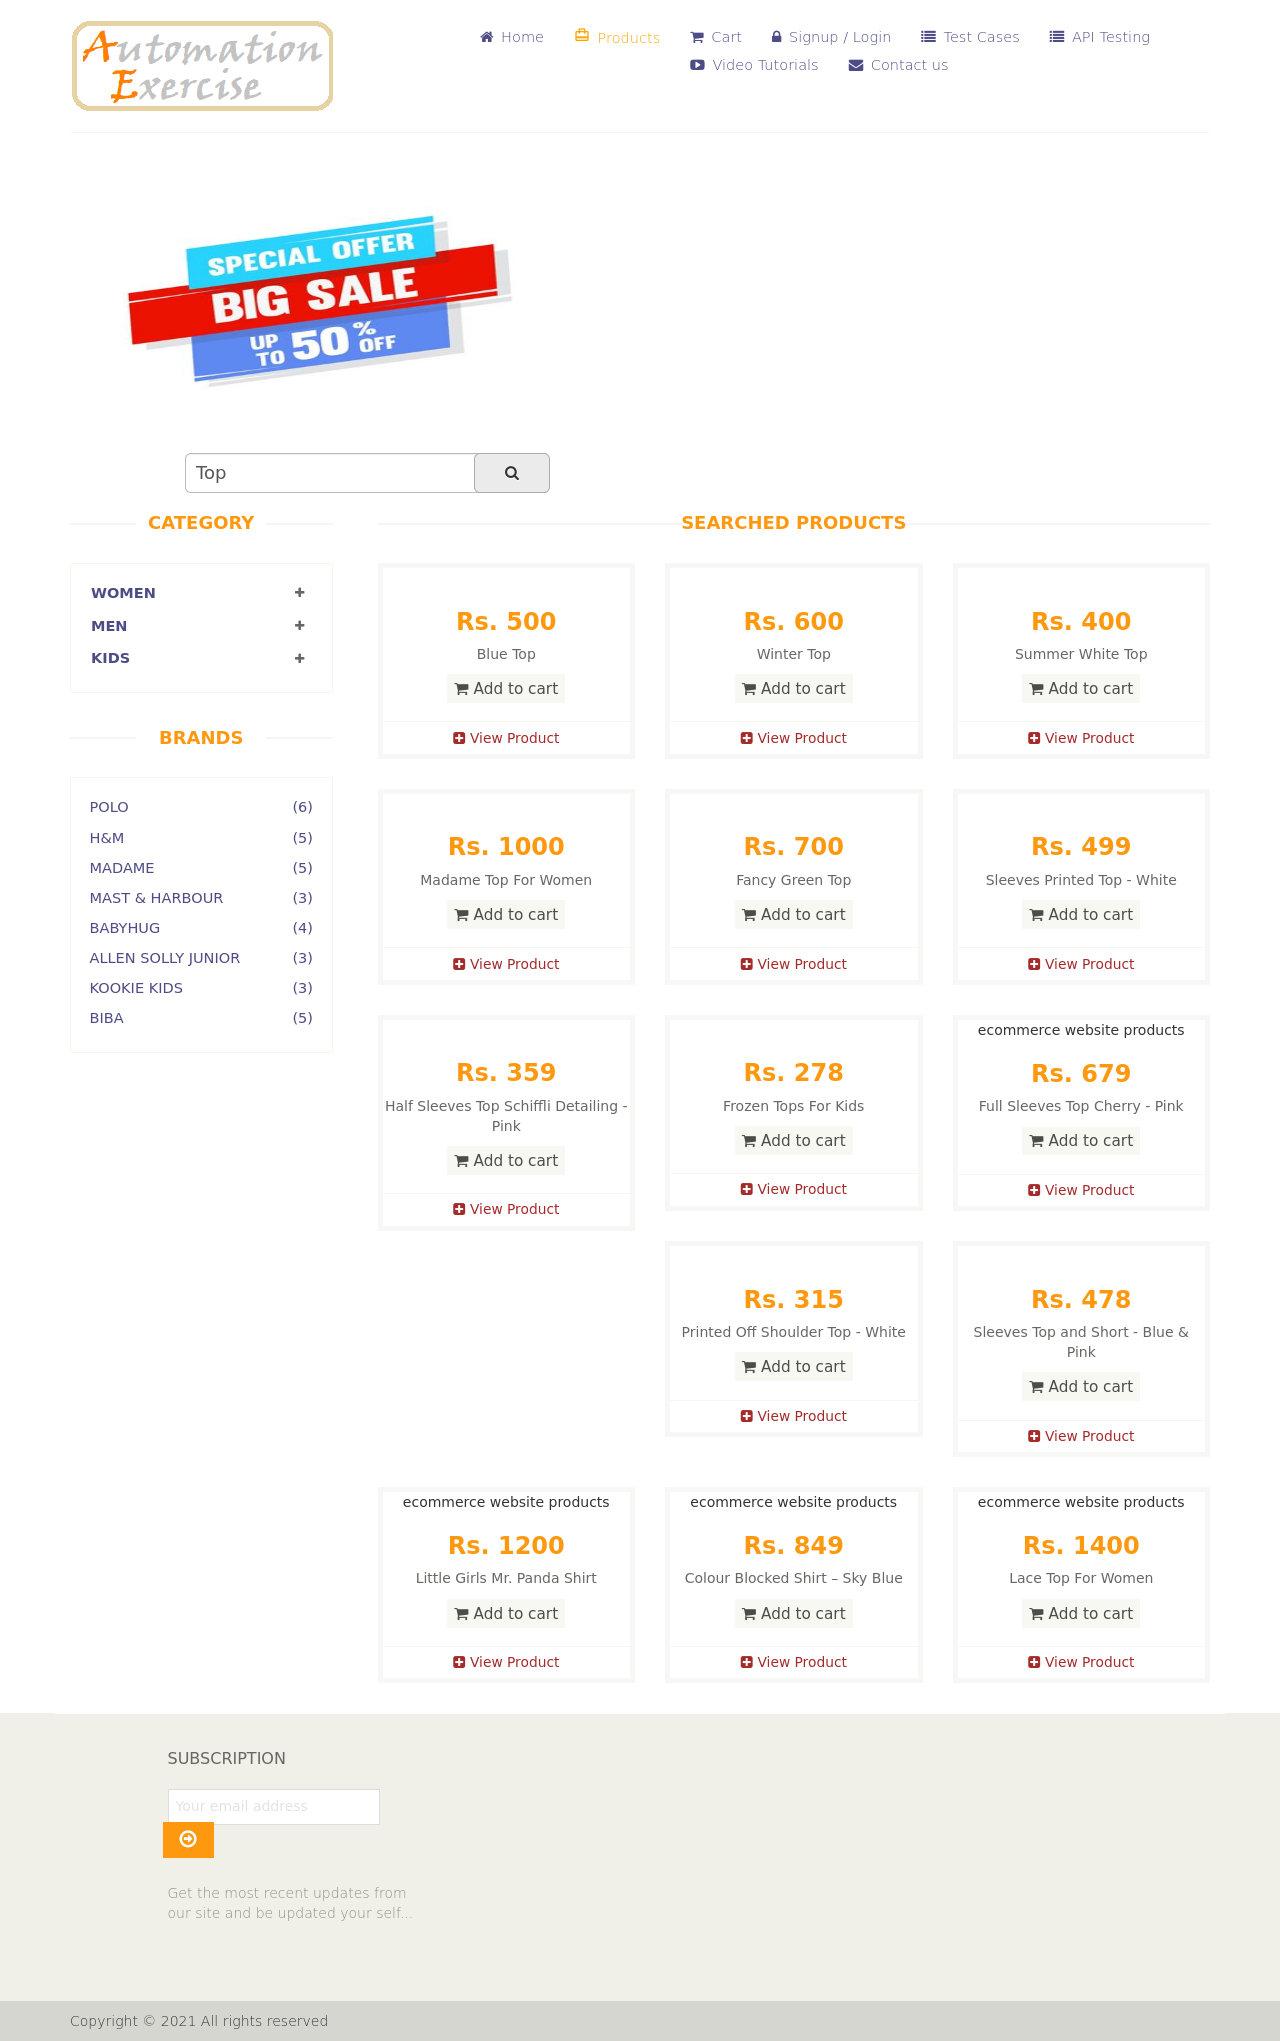 Automation
Exercise
Home
Products
Cart
Signup / Login
Test Cases
API Testing
Video Tutorials
Contact us
SPECIAL OFFER
BIG SALE
UP TO 50% OFF
Top
CATEGORY
WOMEN
MEN
KIDS
BRANDS
POLO (6)
H&M (5)
MADAME (5)
MAST & HARBOUR (3)
BABYHUG (4)
ALLEN SOLLY JUNIOR (3)
KOOKIE KIDS (3)
BIBA (5)
SEARCHED PRODUCTS
Rs. 500
Blue Top
Add to cart
View Product
Rs. 600
Winter Top
Add to cart
View Product
Rs. 400
Summer White Top
Add to cart
View Product
Rs. 1000
Madame Top For Women
Add to cart
View Product
Rs. 700
Fancy Green Top
Add to cart
View Product
Rs. 499
Sleeves Printed Top - White
Add to cart
View Product
Rs. 359
Half Sleeves Top Schiffli Detailing -
Pink
Add to cart
View Product
Rs. 278
Frozen Tops For Kids
Add to cart
View Product
ecommerce website products
Rs. 679
Full Sleeves Top Cherry - Pink
Add to cart
View Product
Rs. 315
Printed Off Shoulder Top - White
Add to cart
View Product
Rs. 478
Sleeves Top and Short - Blue &
Pink
Add to cart
View Product
ecommerce website products
Rs. 1200
Little Girls Mr. Panda Shirt
Add to cart
View Product
ecommerce website products
Rs. 849
Colour Blocked Shirt – Sky Blue
Add to cart
View Product
ecommerce website products
Rs. 1400
Lace Top For Women
Add to cart
View Product
SUBSCRIPTION
Your email address
Get the most recent updates from
our site and be updated your self...
Copyright © 2021 All rights reserved